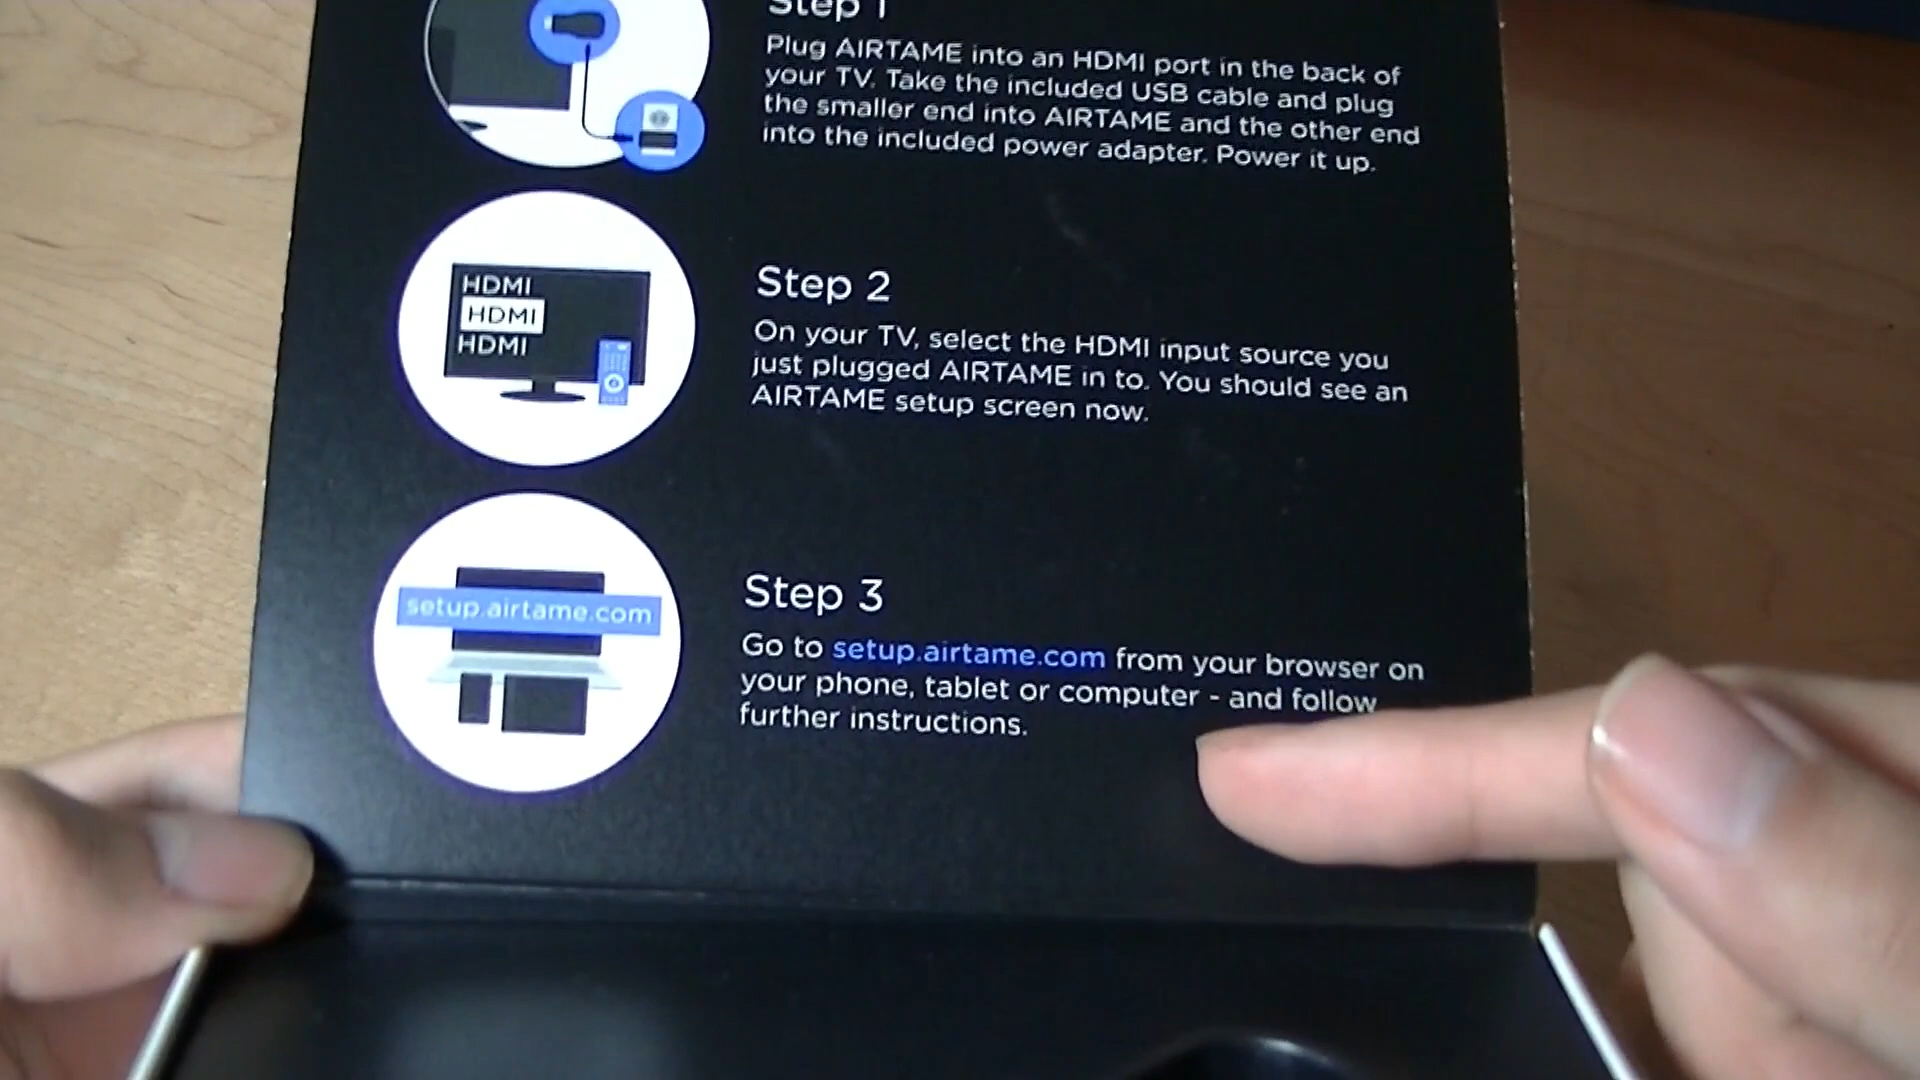 Step 1
Plug AIRTAME into an HDMI port in the back of
your TV. Take the included USB cable and plug
the smaller end into AIRTAME and the other end
into the included power adapter. Power it up.
HDMI
HDMI
HDMI
Step 2
On your TV, select the HDMI input source you
just plugged AIRTAME in to. You should see an
AIRTAME setup screen now.
setup.airtame.com
Step 3
Go to setup.airtame.com from your browser on
your phone, tablet or computer - and follow
further instructions.